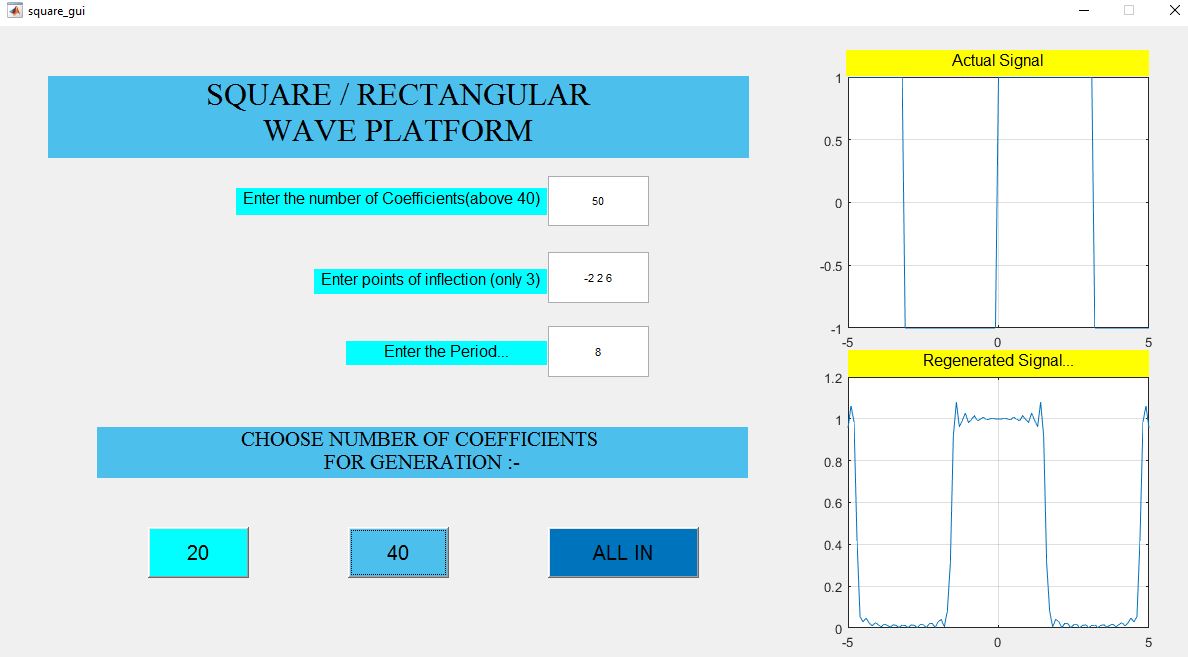 square_gui
SQUARE / RECTANGULAR
WAVE PLATFORM
Enter the number of Coefficients(above 40)
50
Enter points of inflection (only 3)
-2 2 6
Enter the Period...
8
CHOOSE NUMBER OF COEFFICIENTS
FOR GENERATION :-
20
40
ALL IN
Actual Signal
1
0.5
0
-0.5
-1
-5
0
5
Regenerated Signal...
1.2
1
0.8
0.6
0.4
0.2
0
-5
0
5